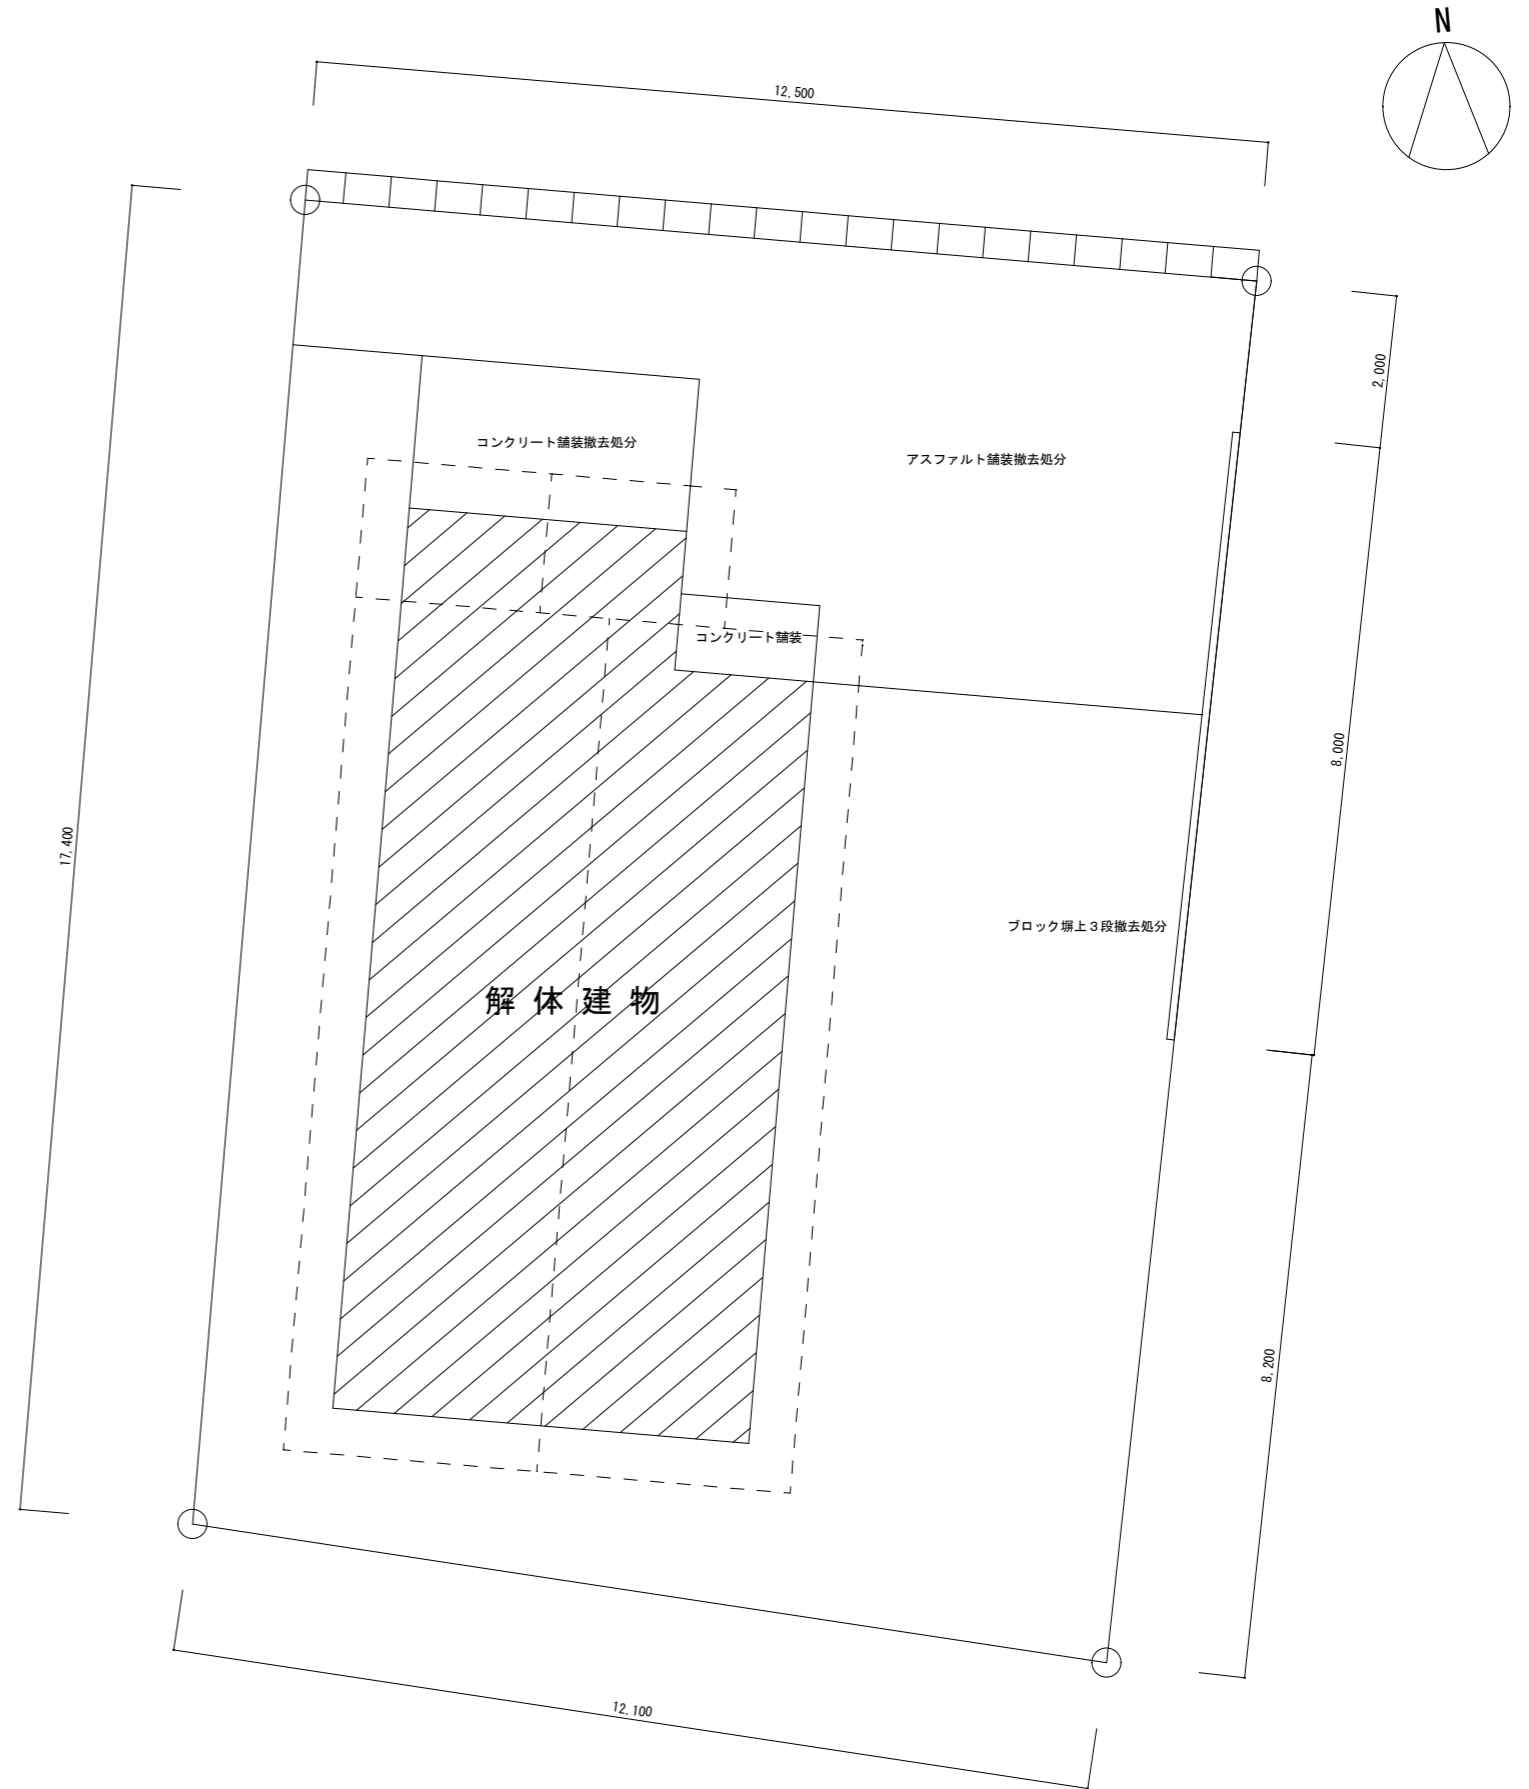 N
12,500
2,000
コンクリート舗装撤去処分
アスファルト舗装撤去処分
コンクリート舗装
8,000
17,400
ブロック塀上3段撤去処分
解体建物
8,200
12,100